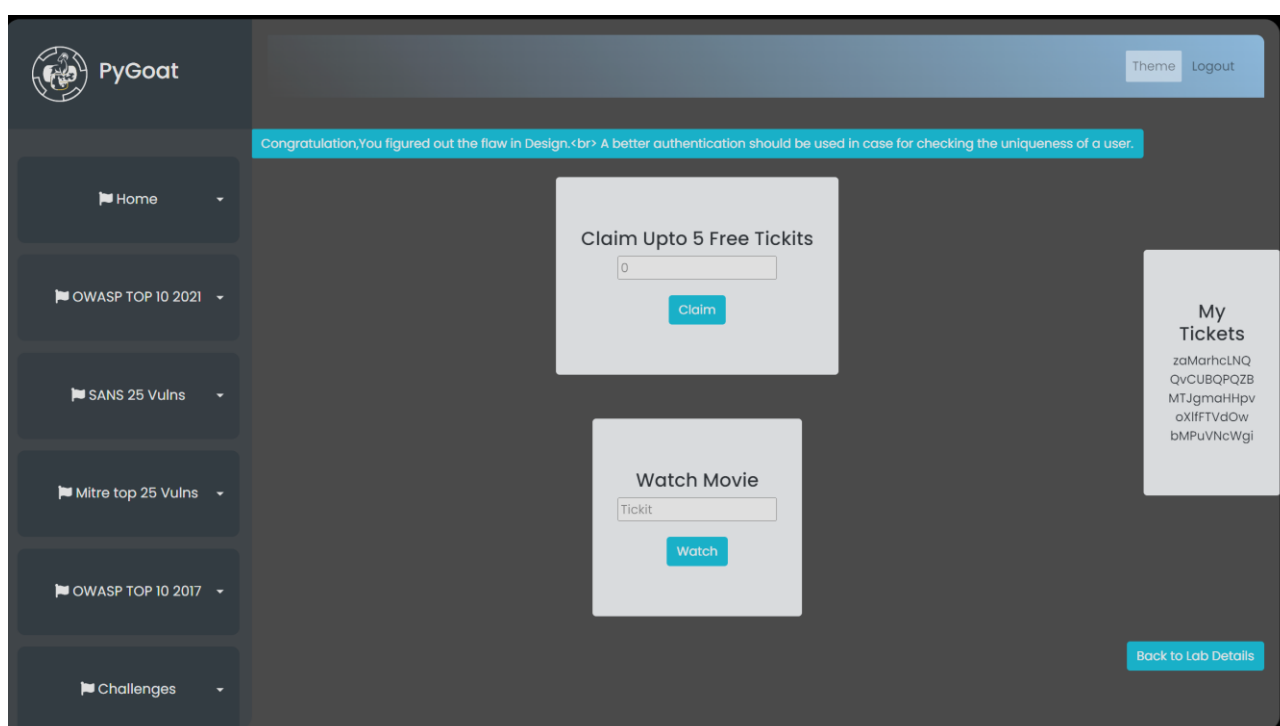 PyGoat
Theme Logout
Congratulation,You figured out the flaw in Design.<br> A better authentication should be used in case for checking the uniqueness of a user.
Home
OWASP TOP 10 2021
SANS 25 Vulns
Mitre top 25 Vulns
OWASP TOP 10 2017
Challenges
Claim Upto 5 Free Tickits
0
Claim
Watch Movie
Tickit
Watch
My
Tickets
zaMarhcLNQ
QvCUBQPQZB
MTJgmaHHpv
oXlfFTVdOw
bMPuVNcWgi
Back to Lab Details